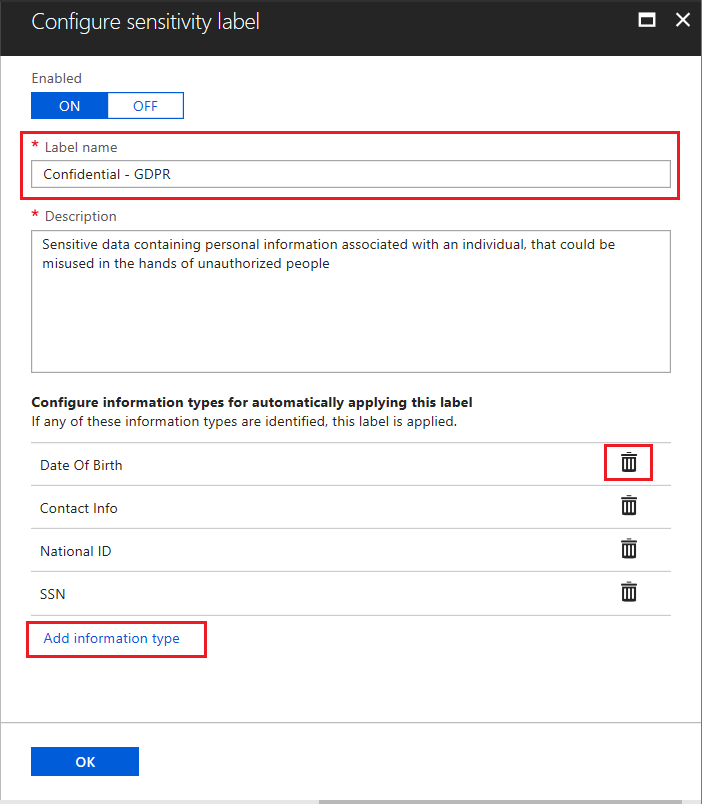 Configure sensitivity label
Enabled
ON OFF
* Label name
Confidential - GDPR
* Description
Sensitive data containing personal information associated with an individual, that could be
misused in the hands of unauthorized people
Configure information types for automatically applying this label
If any of these information types are identified, this label is applied.
Date Of Birth
Contact Info
National ID
SSN
Add information type
OK